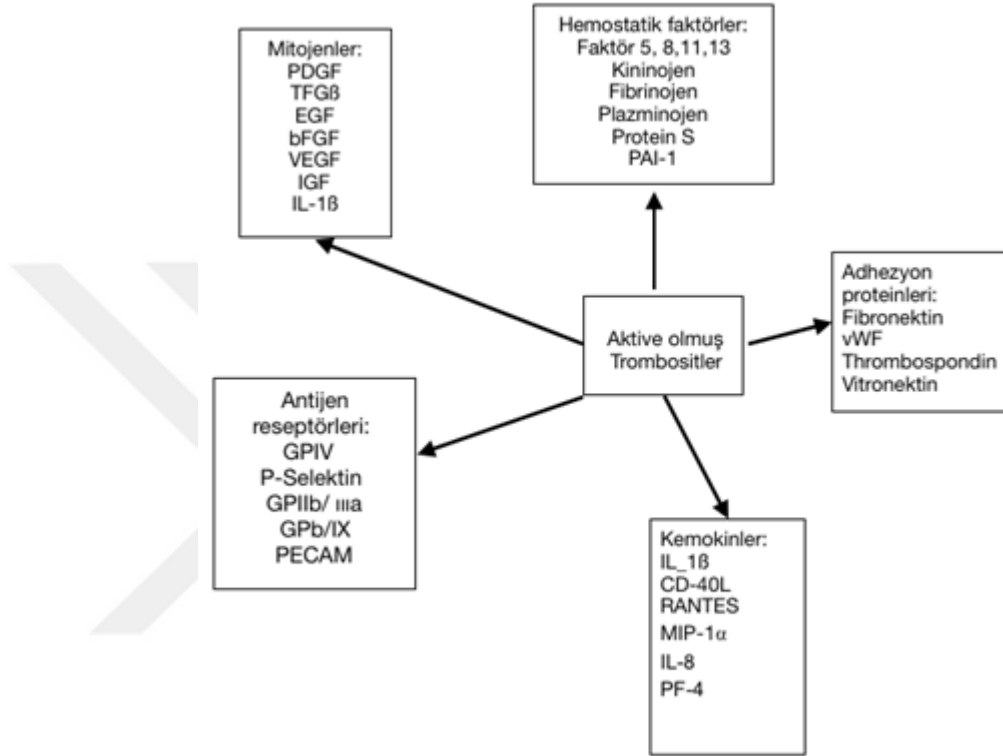 Mitojenler:
PDGF
TFGß
EGF
bFGF
VEGF
IGF
IL-1ß
Hemostatik faktörler:
Faktör 5, 8,11,13
Kininojen
Fibrinojen
Plazminojen
Protein S
PAI-1
Adhezyon
proteinleri:
Fibronektin
vWF
Thrombospondin
Vitronektin
Aktive olmuş
Trombositler
Antijen
reseptörleri:
GPIV
P-Selektin
GPIIb/ ııııa
GPb/IX
PECAM
Kemokinler:
IL_1ß
CD-40L
RANTES
MIP-1α
IL-8
PF-4